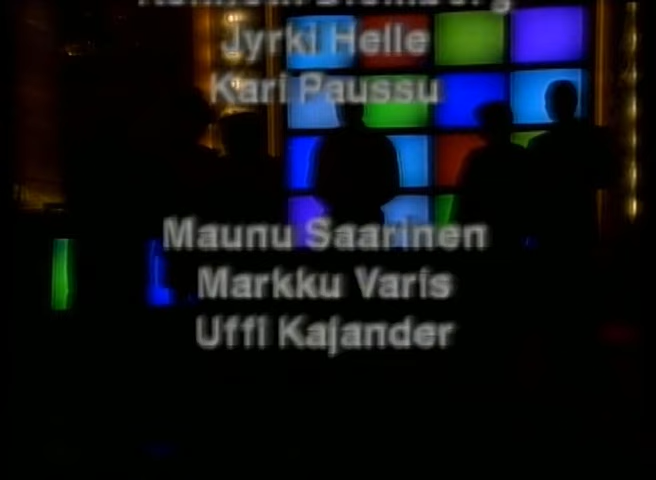 Jyrki Helle
Kari Paussu
Maunu Saarinen
Markku Varis
Uffi Kajander